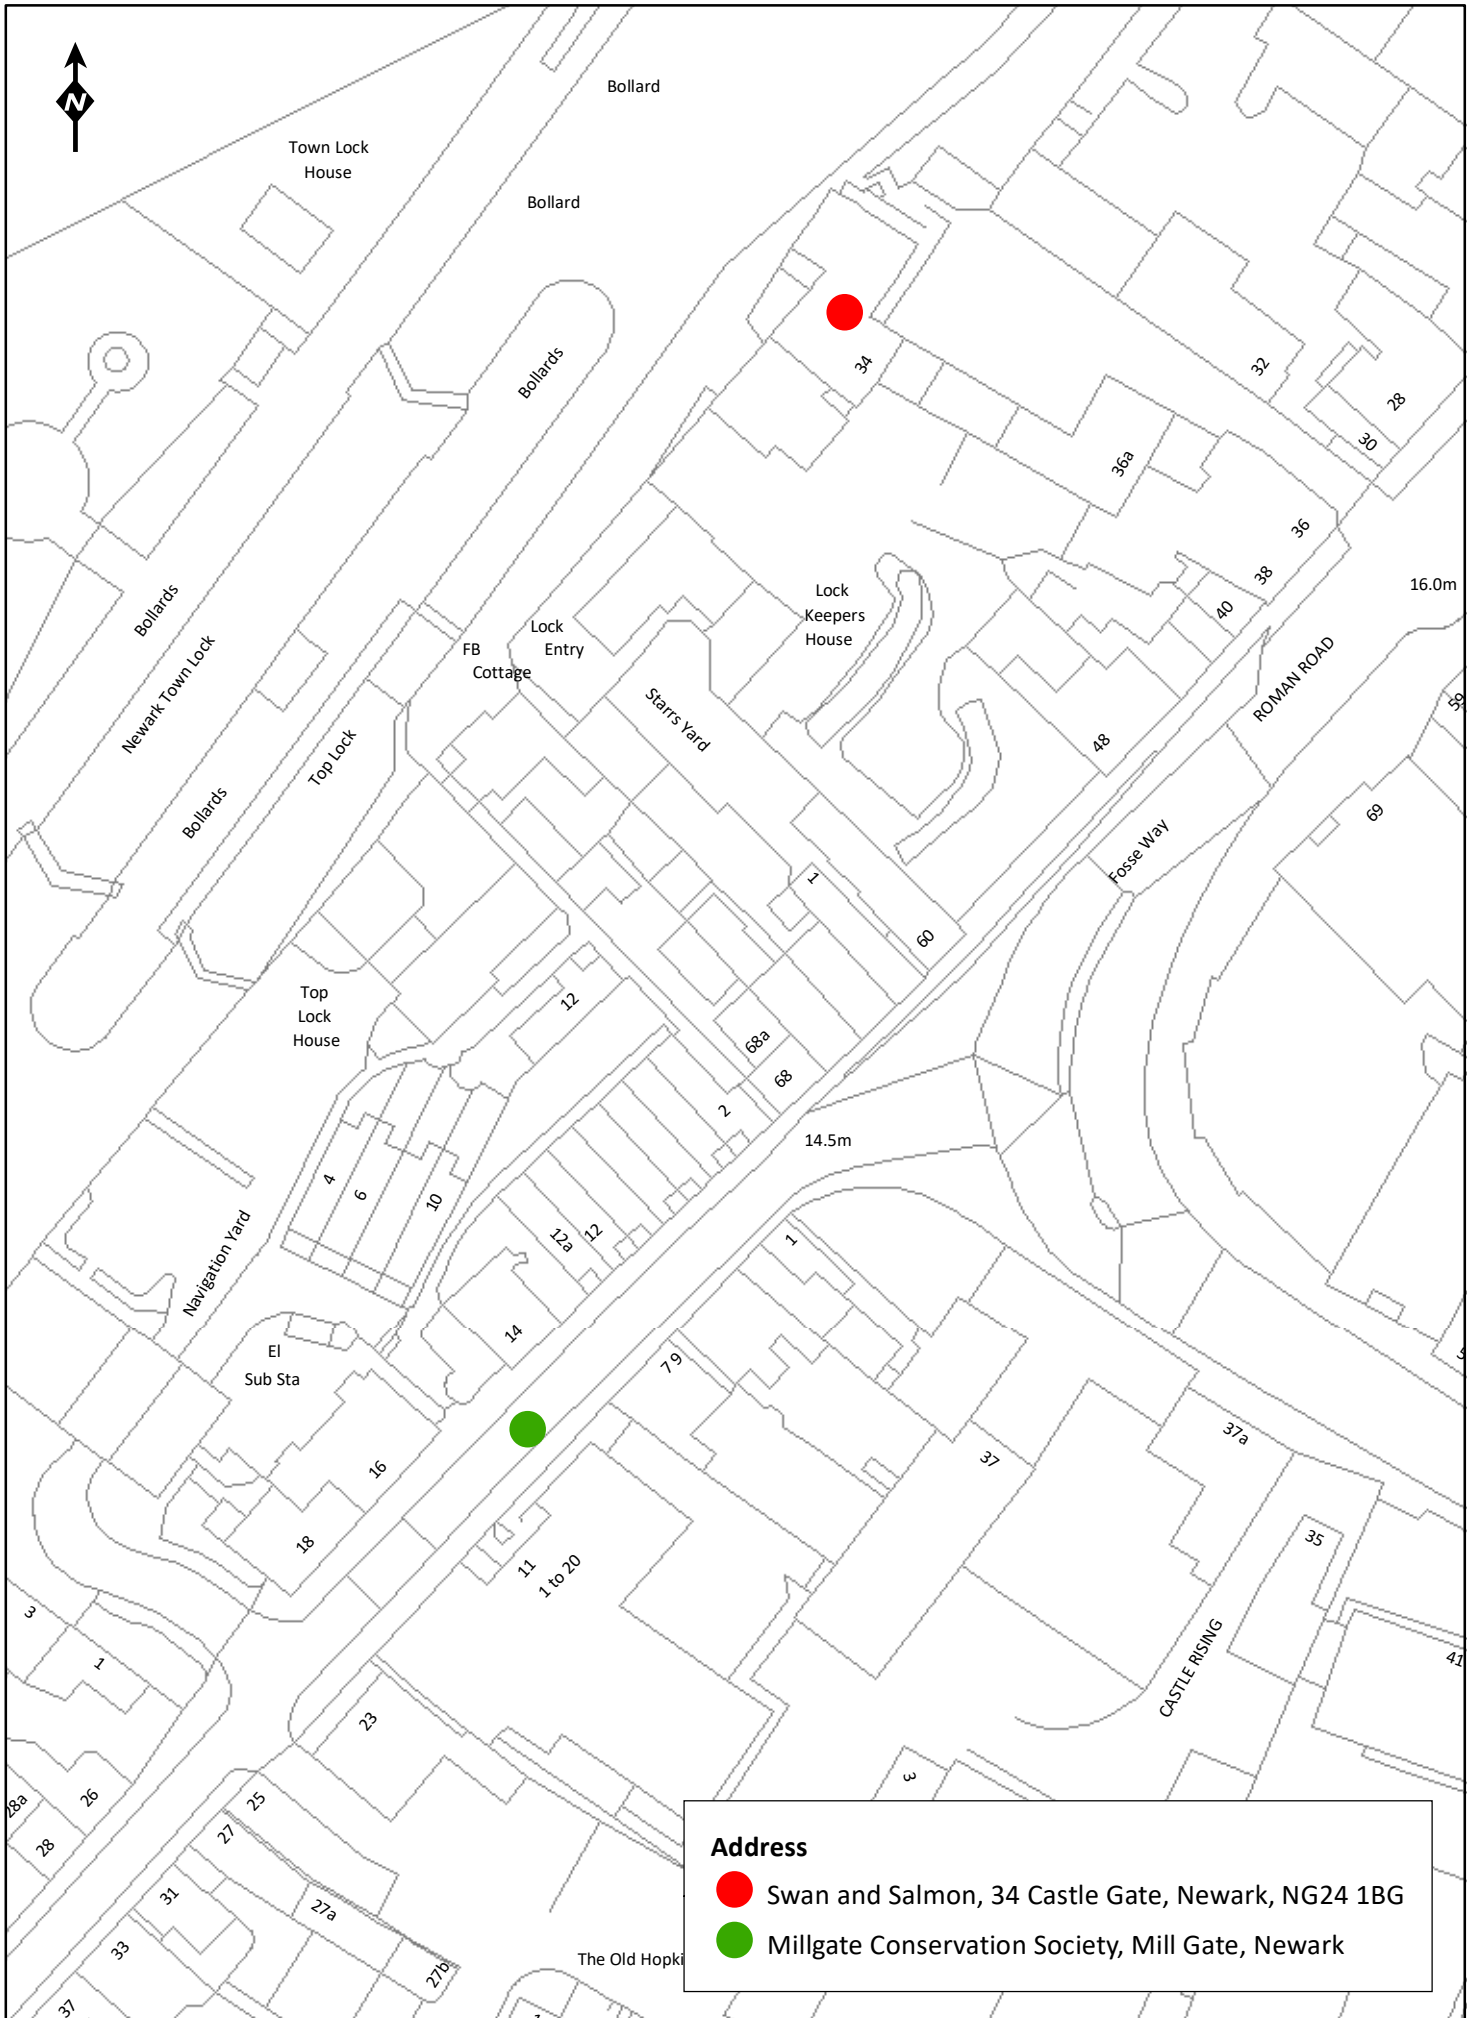 N
Bollard
Town Lock
House
Bollard
Bollards
34
32
28
30
36a
36
38
40
16.0m
Bollards
Lock
Entry
FB
Cottage
Lock
Keepers
House
ROMAN ROAD
59
Newark Town Lock
Starrs Yard
48
Top Lock
Bollards
69
Fosse Way
1
60
Top
Lock
House
12
68a
68
2
14.5m
4
6
10
12a
12
1
Navigation Yard
14
El
Sub Sta
7 9
37a
37
16
18
35
11
1 to 20
3
1
CASTLE RISING
41
23
3
28a
26
28
25
27
31
27a
33
27b
37
The Old Hopki
Address
Swan and Salmon, 34 Castle Gate, Newark, NG24 1BG
Millgate Conservation Society, Mill Gate, Newark